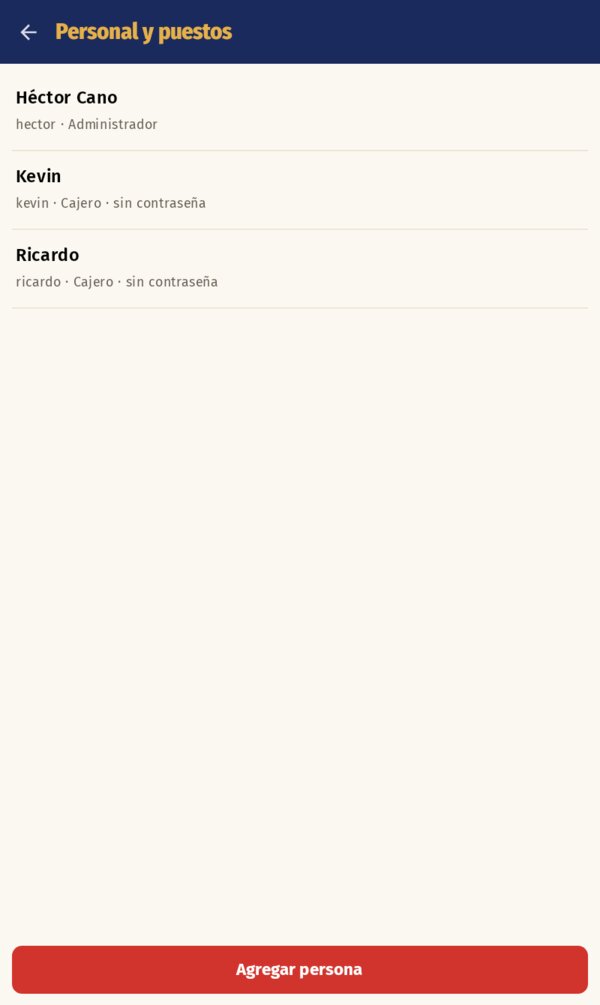 Personal y puestos
Héctor Cano
hector · Administrador
Kevin
kevin · Cajero · sin contraseña
Ricardo
ricardo · Cajero · sin contraseña
Agregar persona